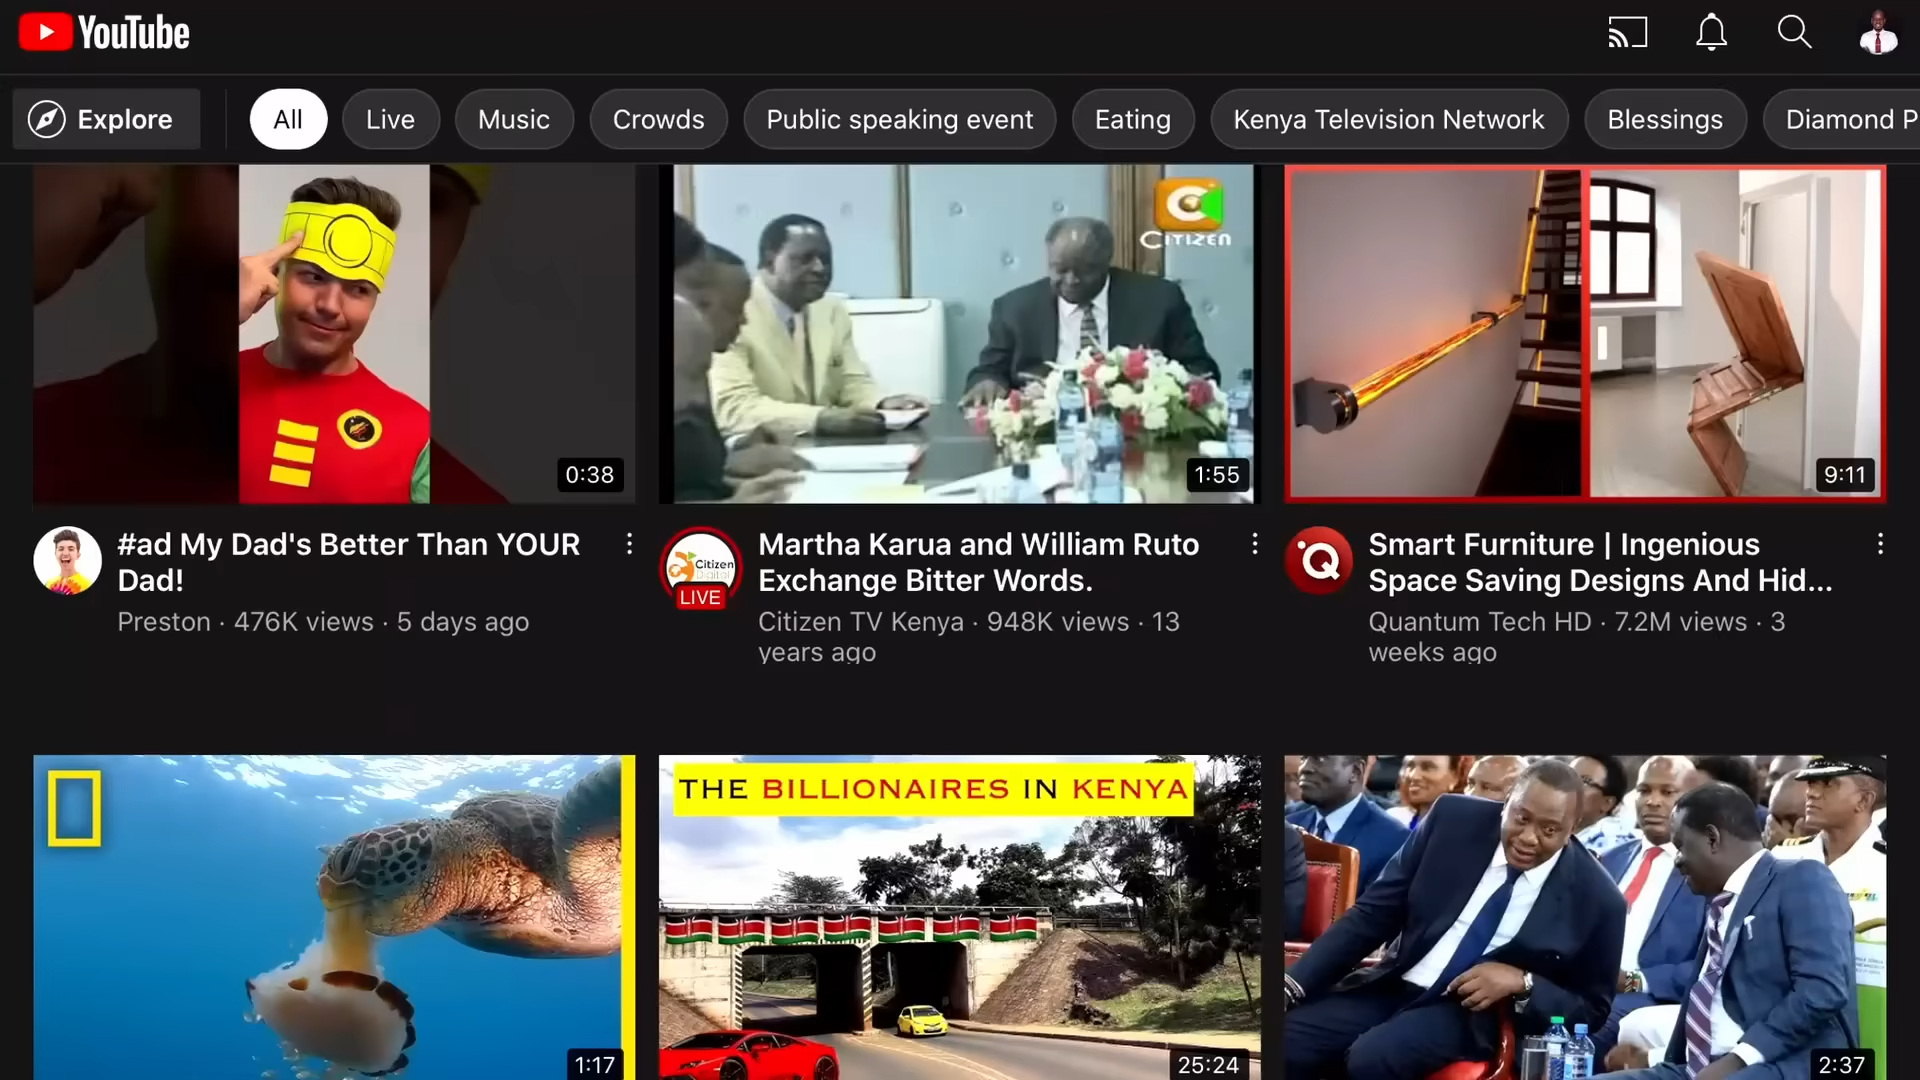 YouTube
Explore
All
Live
Music
Crowds
Public speaking event
Eating
Kenya Television Network
Blessings
Diamond P
CITIZEN
0:38
1:55
9:11
#ad My Dad's Better Than YOUR
Dad!
Preston · 476K views · 5 days ago
Citizen
Digital
LIVE
Martha Karua and William Ruto
Exchange Bitter Words.
Citizen TV Kenya · 948K views · 13
years ago
Smart Furniture | Ingenious
Space Saving Designs And Hid...
Quantum Tech HD · 7.2M views · 3
weeks ago
THE BILLIONAIRES IN KENYA
1:17
25:24
2:37